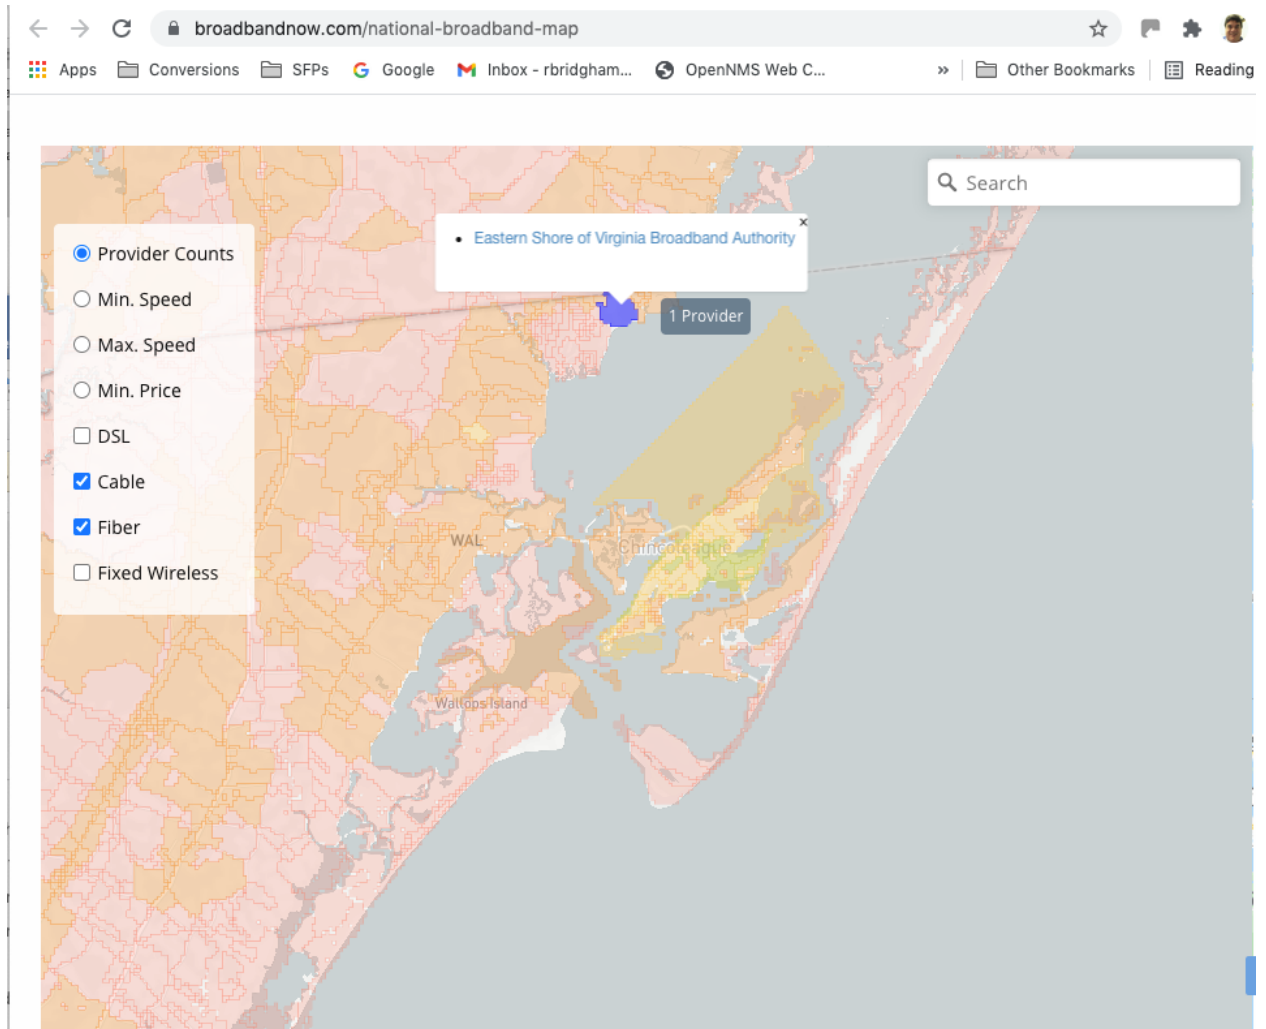 broadbandnow.com/national-broadband-map
Apps Conversions SFPs Google Inbox - rbridgham... OpenNMS Web C... » Other Bookmarks Reading
Search
Eastern Shore of Virginia Broadband Authority
×
1 Provider
Provider Counts
Min. Speed
Max. Speed
Min. Price
DSL
Cable
Fiber
Fixed Wireless
WAL
Chincoteague
Wallops Island